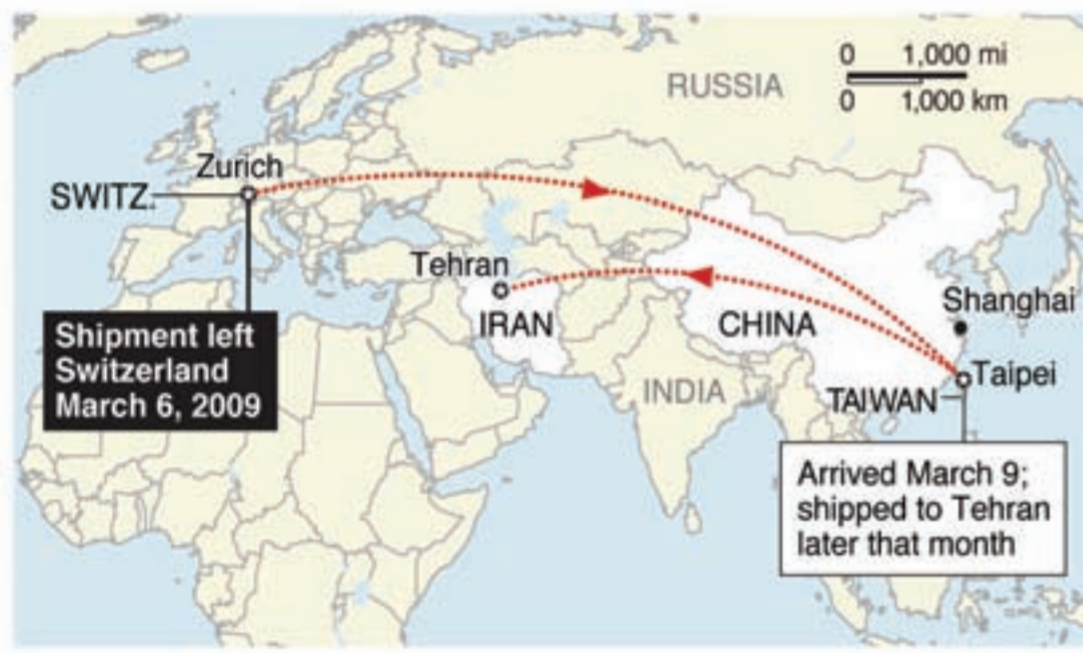 0 1,000 mi
0 1,000 km
RUSSIA
Zurich
SWITZ.
Tehran
IRAN
CHINA
Shanghai
Taipei
TAIWAN
INDIA
Shipment left
Switzerland
March 6, 2009
Arrived March 9;
shipped to Tehran
later that month